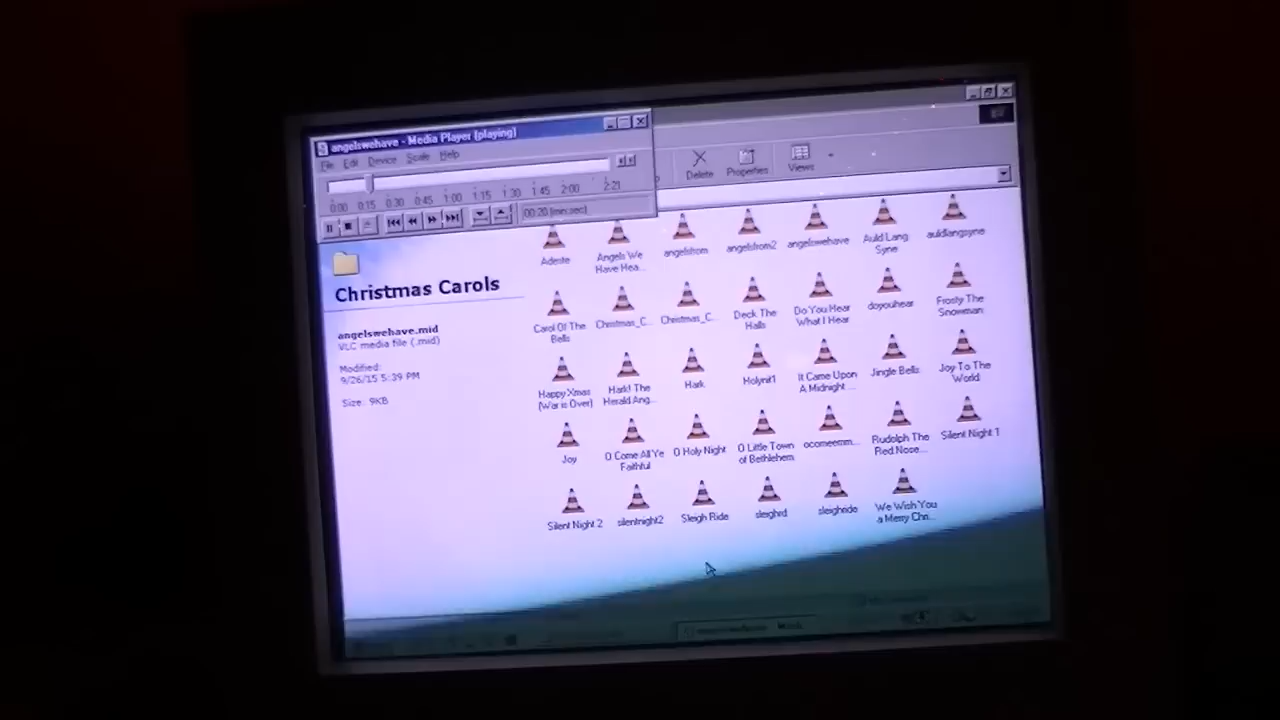 angelswehave - Media Player (playing)
File Edit Device Scale Help
0:00 0:15 0:30 0:45 1:00 1:15 1:30 1:45 2:00 2:21
00:20 (min:sec)
Delete Properties Views
Christmas Carols
angelswehave.mid
VLC media file (.mid)
Modified:
9/26/15 5:39 PM
Size: 9KB
Adeste
Angels We
Have Hea...
angelsfrom
angelsfrom2
angelswehave
Auld Lang
Syne
auldlangsyne
Carol Of The
Bells
Christmas_C...
Christmas_C...
Deck The
Halls
Do You Hear
What I Hear
doyouhear
Frosty The
Snowman
Happy Xmas
(War is Over)
Hark! The
Herald Ang...
Hark
Holynit1
It Came Upon
A Midnight ...
Jingle Bells
Joy To The
World
Joy
O Come All Ye
Faithful
O Holy Night
O Little Town
of Bethlehem
ocomeemm...
Rudolph The
Red Nose...
Silent Night 1
Silent Night 2
silentnight2
Sleigh Ride
sleighrd
sleighride
We Wish You
a Merry Chri...